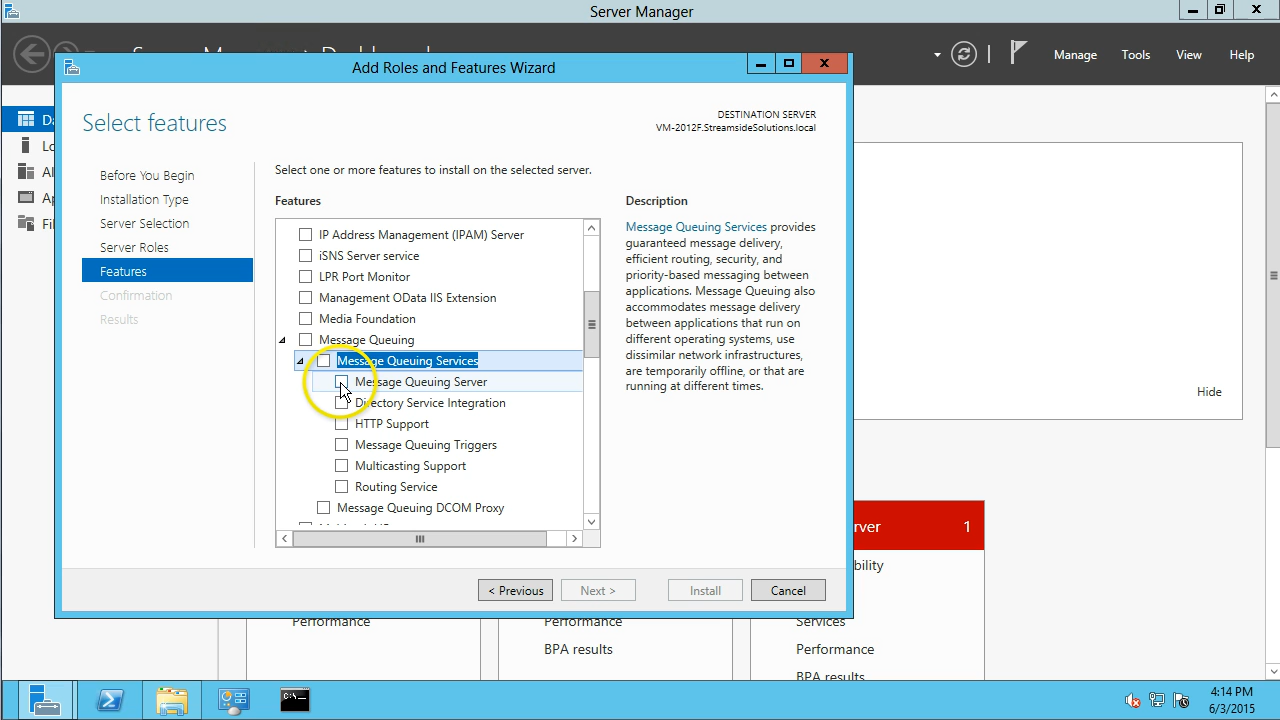 Server Manager
Manage
Tools
View
Help
Add Roles and Features Wizard
Select features
DESTINATION SERVER
VM-2012F.StreamsideSolutions.local
Before You Begin
Installation Type
Server Selection
Server Roles
Features
Confirmation
Results
Select one or more features to install on the selected server.
Features
IP Address Management (IPAM) Server
iSNS Server service
LPR Port Monitor
Management OData IIS Extension
Media Foundation
Message Queuing
Message Queuing Services
Message Queuing Server
Directory Service Integration
HTTP Support
Message Queuing Triggers
Multicasting Support
Routing Service
Message Queuing DCOM Proxy
Description
Message Queuing Services provides
guaranteed message delivery,
efficient routing, security, and
priority-based messaging between
applications. Message Queuing also
accommodates message delivery
between applications that run on
different operating systems, use
dissimilar network infrastructures,
are temporarily offline, or that are
running at different times.
< Previous
Next >
Install
Cancel
Hide
rver 1
bility
Performance
Performance
BPA results
Services
Performance
BPA results
4:14 PM
6/3/2015